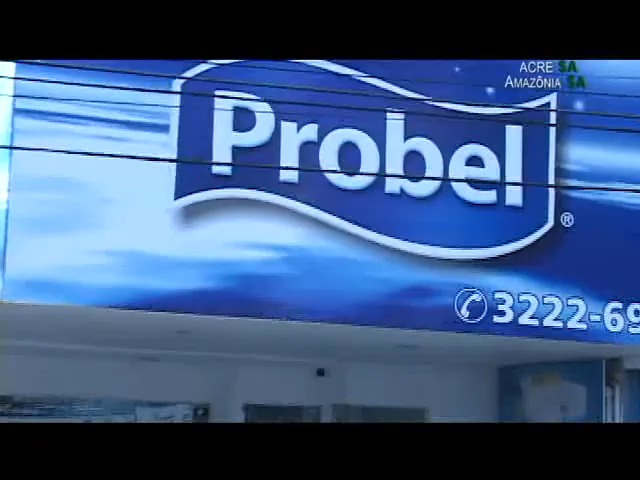 ACRE SA
AMAZÔNIA SA
Probel
®
3222-69